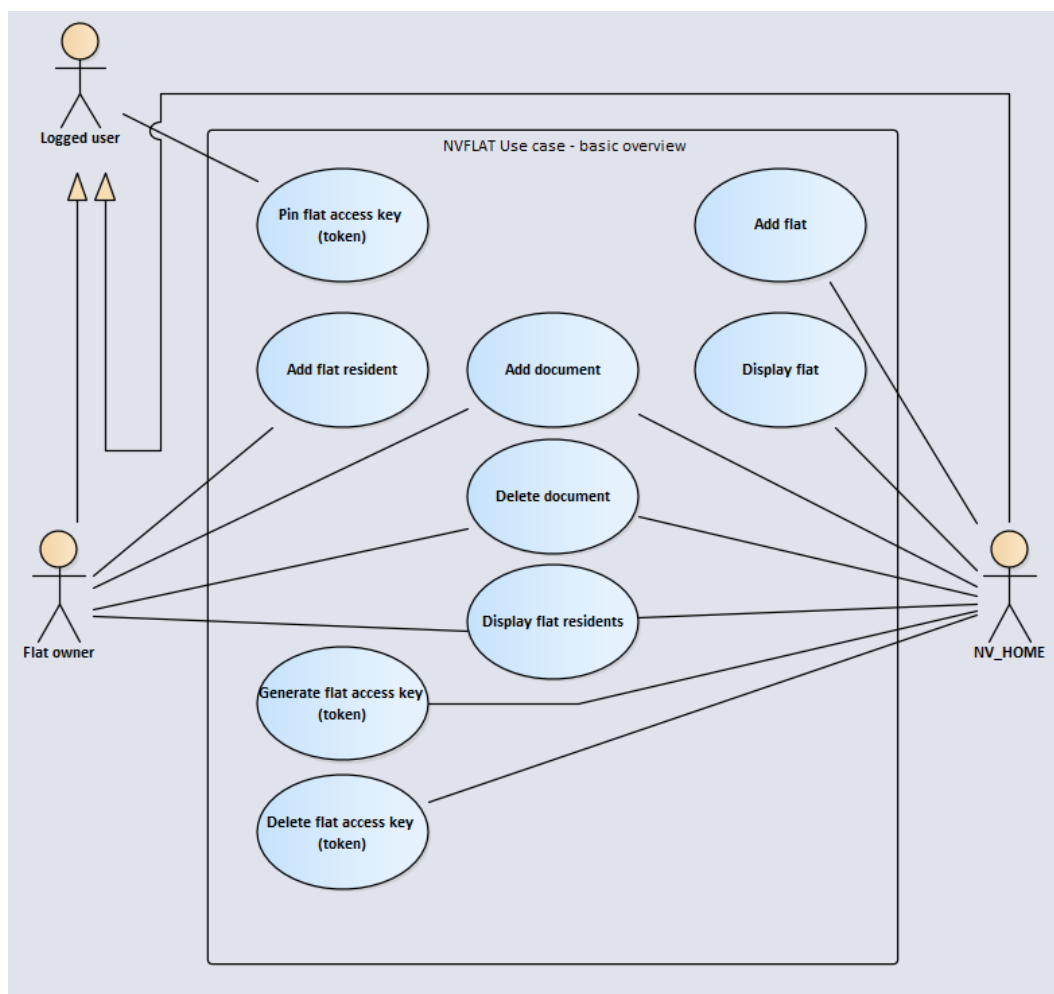 Logged user
NVFLAT Use case - basic overview
Pin flat access key
(token)
Add flat
Add flat resident
Add document
Display flat
Delete document
Display flat residents
Flat owner
NV_HOME
Generate flat access key
(token)
Delete flat access key
(token)